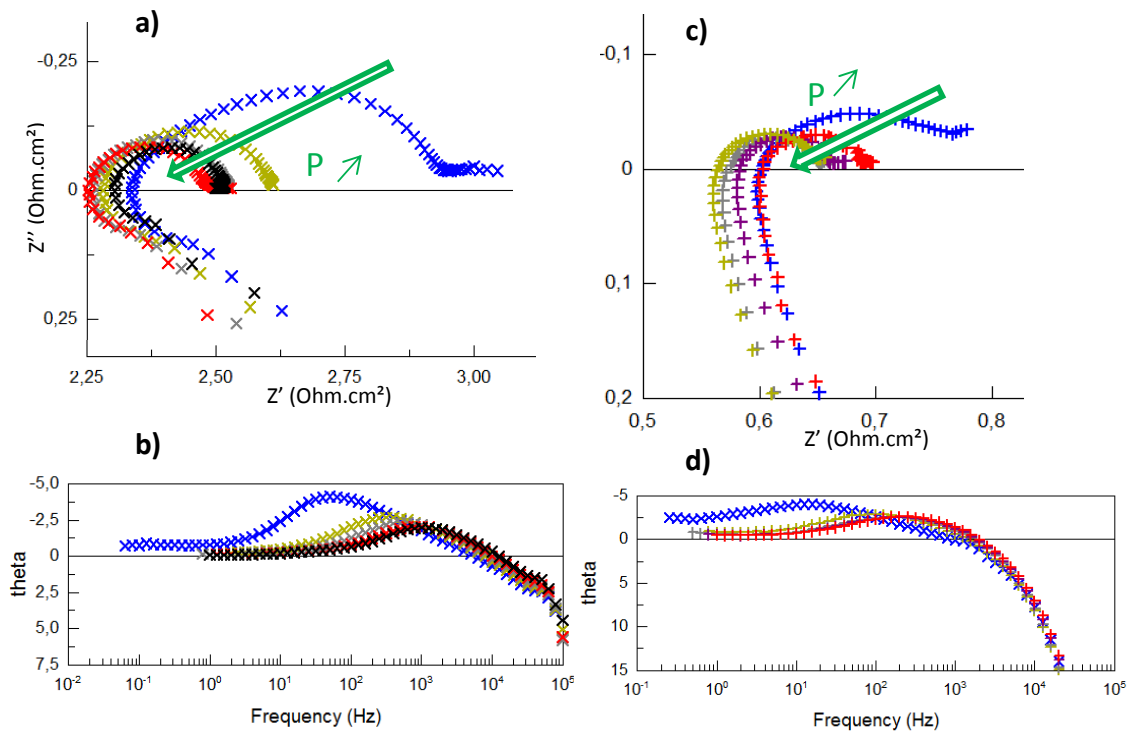 a)
-0,25
0
0,25
Z'' (Ohm.cm²)
P
2,25
2,50
2,75
3,00
Z' (Ohm.cm²)
c)
-0,1
0
0,1
0,2
Z'' (Ohm.cm²)
P
0,5
0,6
0,7
0,8
Z' (Ohm.cm²)
b)
-5,0
-2,5
0
2,5
5,0
7,5
theta
10-2
10-1
100
101
102
103
104
105
Frequency (Hz)
d)
-5
0
5
10
15
theta
10-1
100
101
102
103
104
105
Frequency (Hz)